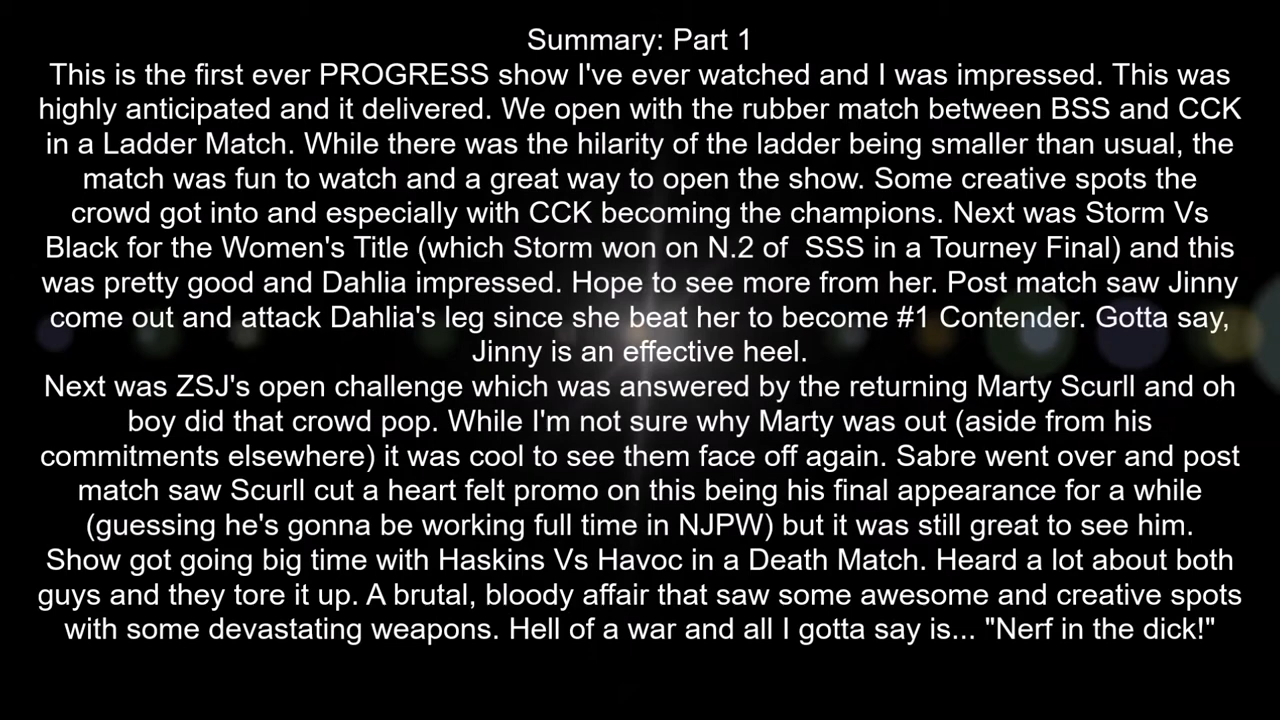 Summary: Part 1
This is the first ever PROGRESS show I've ever watched and I was impressed. This was
highly anticipated and it delivered. We open with the rubber match between BSS and CCK
in a Ladder Match. While there was the hilarity of the ladder being smaller than usual, the
match was fun to watch and a great way to open the show. Some creative spots the
crowd got into and especially with CCK becoming the champions. Next was Storm Vs
Black for the Women's Title (which Storm won on N.2 of  SSS in a Tourney Final) and this
was pretty good and Dahlia impressed. Hope to see more from her. Post match saw Jinny
come out and attack Dahlia's leg since she beat her to become #1 Contender. Gotta say,
Jinny is an effective heel.
Next was ZSJ's open challenge which was answered by the returning Marty Scurll and oh
boy did that crowd pop. While I'm not sure why Marty was out (aside from his
commitments elsewhere) it was cool to see them face off again. Sabre went over and post
match saw Scurll cut a heart felt promo on this being his final appearance for a while
(guessing he's gonna be working full time in NJPW) but it was still great to see him.
Show got going big time with Haskins Vs Havoc in a Death Match. Heard a lot about both
guys and they tore it up. A brutal, bloody affair that saw some awesome and creative spots
with some devastating weapons. Hell of a war and all I gotta say is... "Nerf in the dick!"